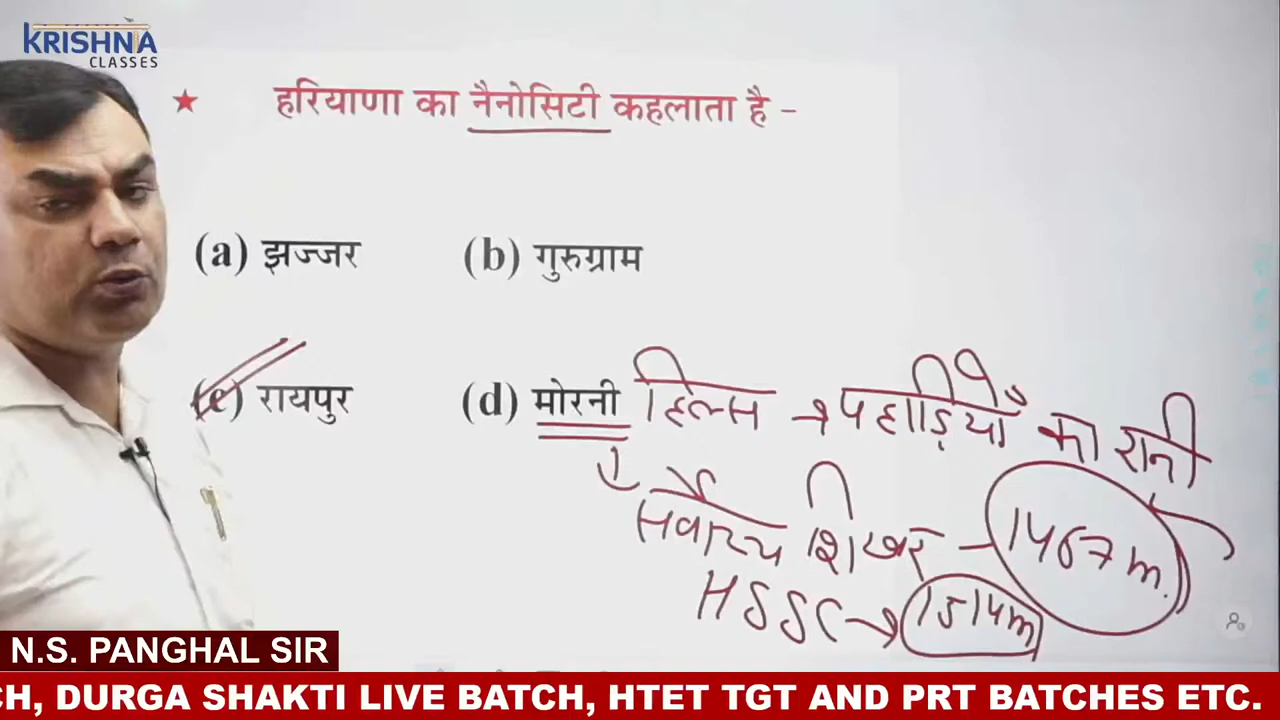 KRISHNA
CLASSES
★ हरियाणा का नैनोसिटी कहलाता है -
(a) झज्जर (b) गुरुग्राम
(c) रायपुर (d) मोरनी हिल्स → पहाड़ियों का रानी
सर्वोच्च शिखर - 1467 m.
HSSC → 1514m
N.S. PANGHAL SIR
CH, DURGA SHAKTI LIVE BATCH, HTET TGT AND PRT BATCHES ETC.